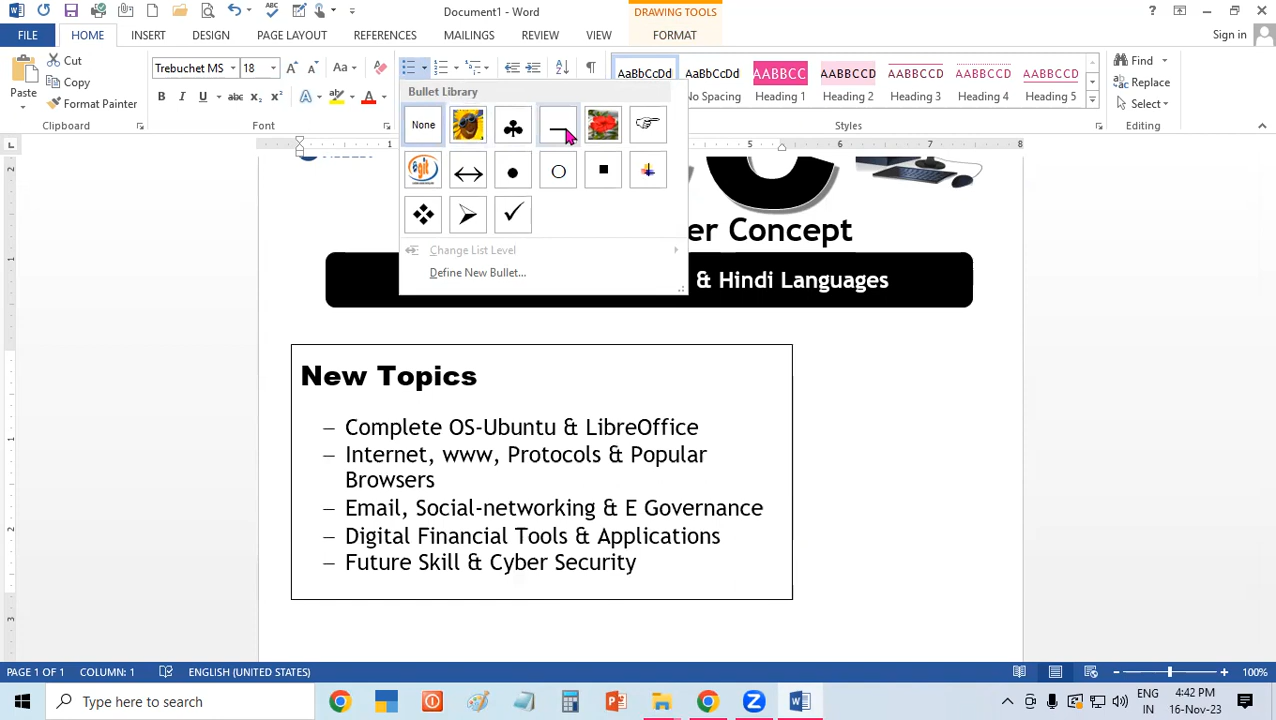 Document1 - Word
DRAWING TOOLS
FILE
HOME
INSERT
DESIGN
PAGE LAYOUT
REFERENCES
MAILINGS
REVIEW
VIEW
FORMAT
Sign in
Paste
Cut
Copy
Format Painter
Clipboard
Trebuchet MS
18
Font
AaBbCcDd
AaBbCcDd
AABBCC
AABBCCD
AABBCCD
AABBCCD
AABBCCD
No Spacing
Heading 1
Heading 2
Heading 3
Heading 4
Heading 5
Styles
Find
Replace
Select
Editing
Bullet Library
None
Change List Level
Define New Bullet...
er Concept
& Hindi Languages
New Topics
– Complete OS-Ubuntu & LibreOffice
– Internet, www, Protocols & Popular
Browsers
– Email, Social-networking & E Governance
– Digital Financial Tools & Applications
– Future Skill & Cyber Security
PAGE 1 OF 1
COLUMN: 1
ENGLISH (UNITED STATES)
100%
Type here to search
ENG
IN
4:42 PM
16-Nov-23